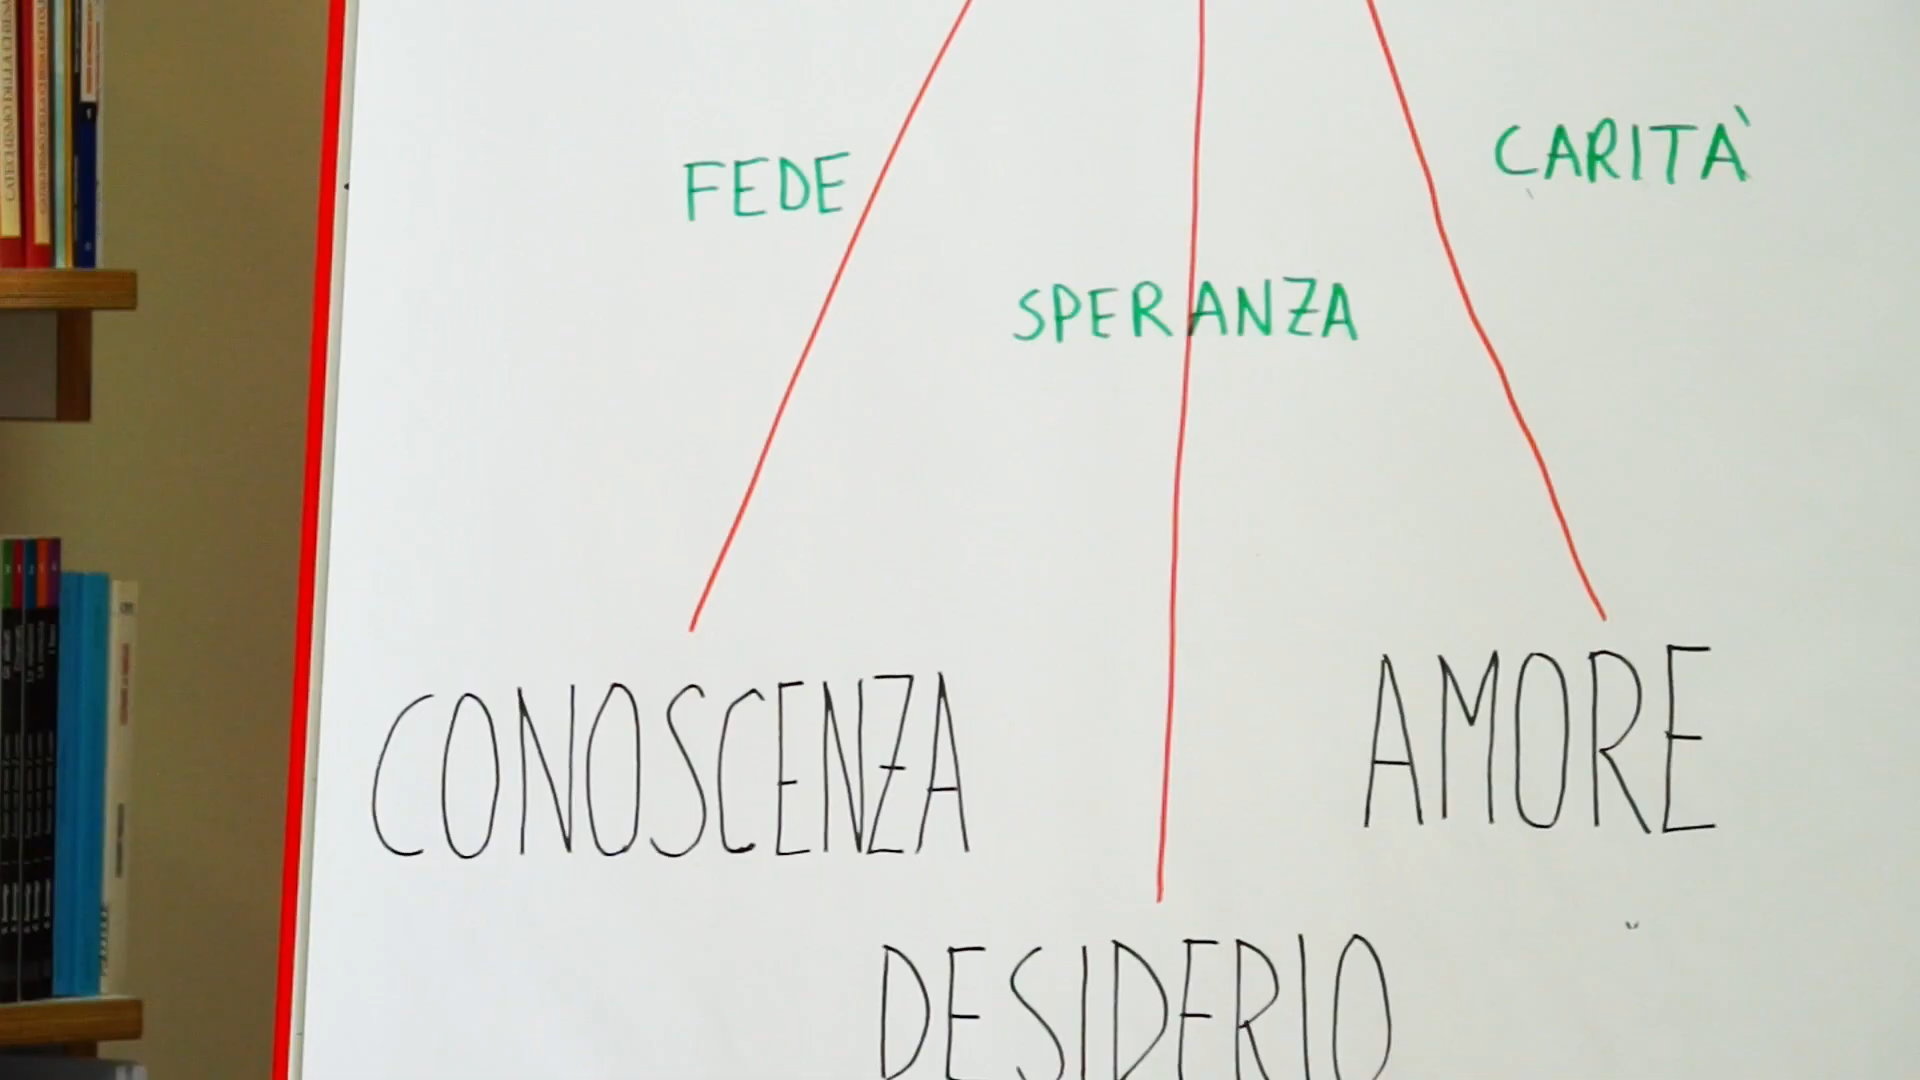 FEDE
CARITÀ
SPERANZA
CONOSCENZA
AMORE
DESIDERIO